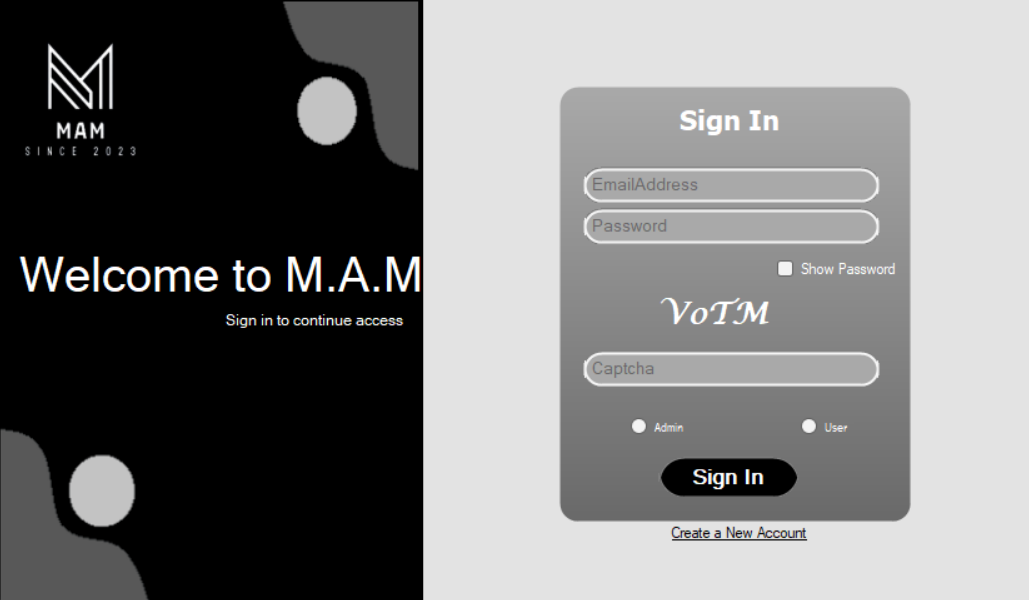 MAM
SINCE 2023
Welcome to M.A.M
Sign in to continue access
Sign In
EmailAddress
Password
Show Password
VoTM
Captcha
Admin
User
Sign In
Create a New Account